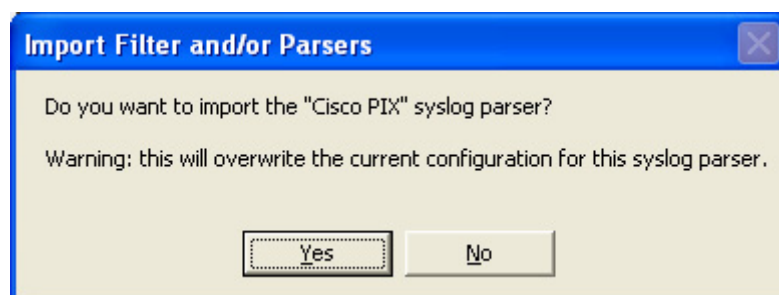 Import Filter and/or Parsers
Do you want to import the "Cisco PIX" syslog parser?
Warning: this will overwrite the current configuration for this syslog parser.
Yes
No